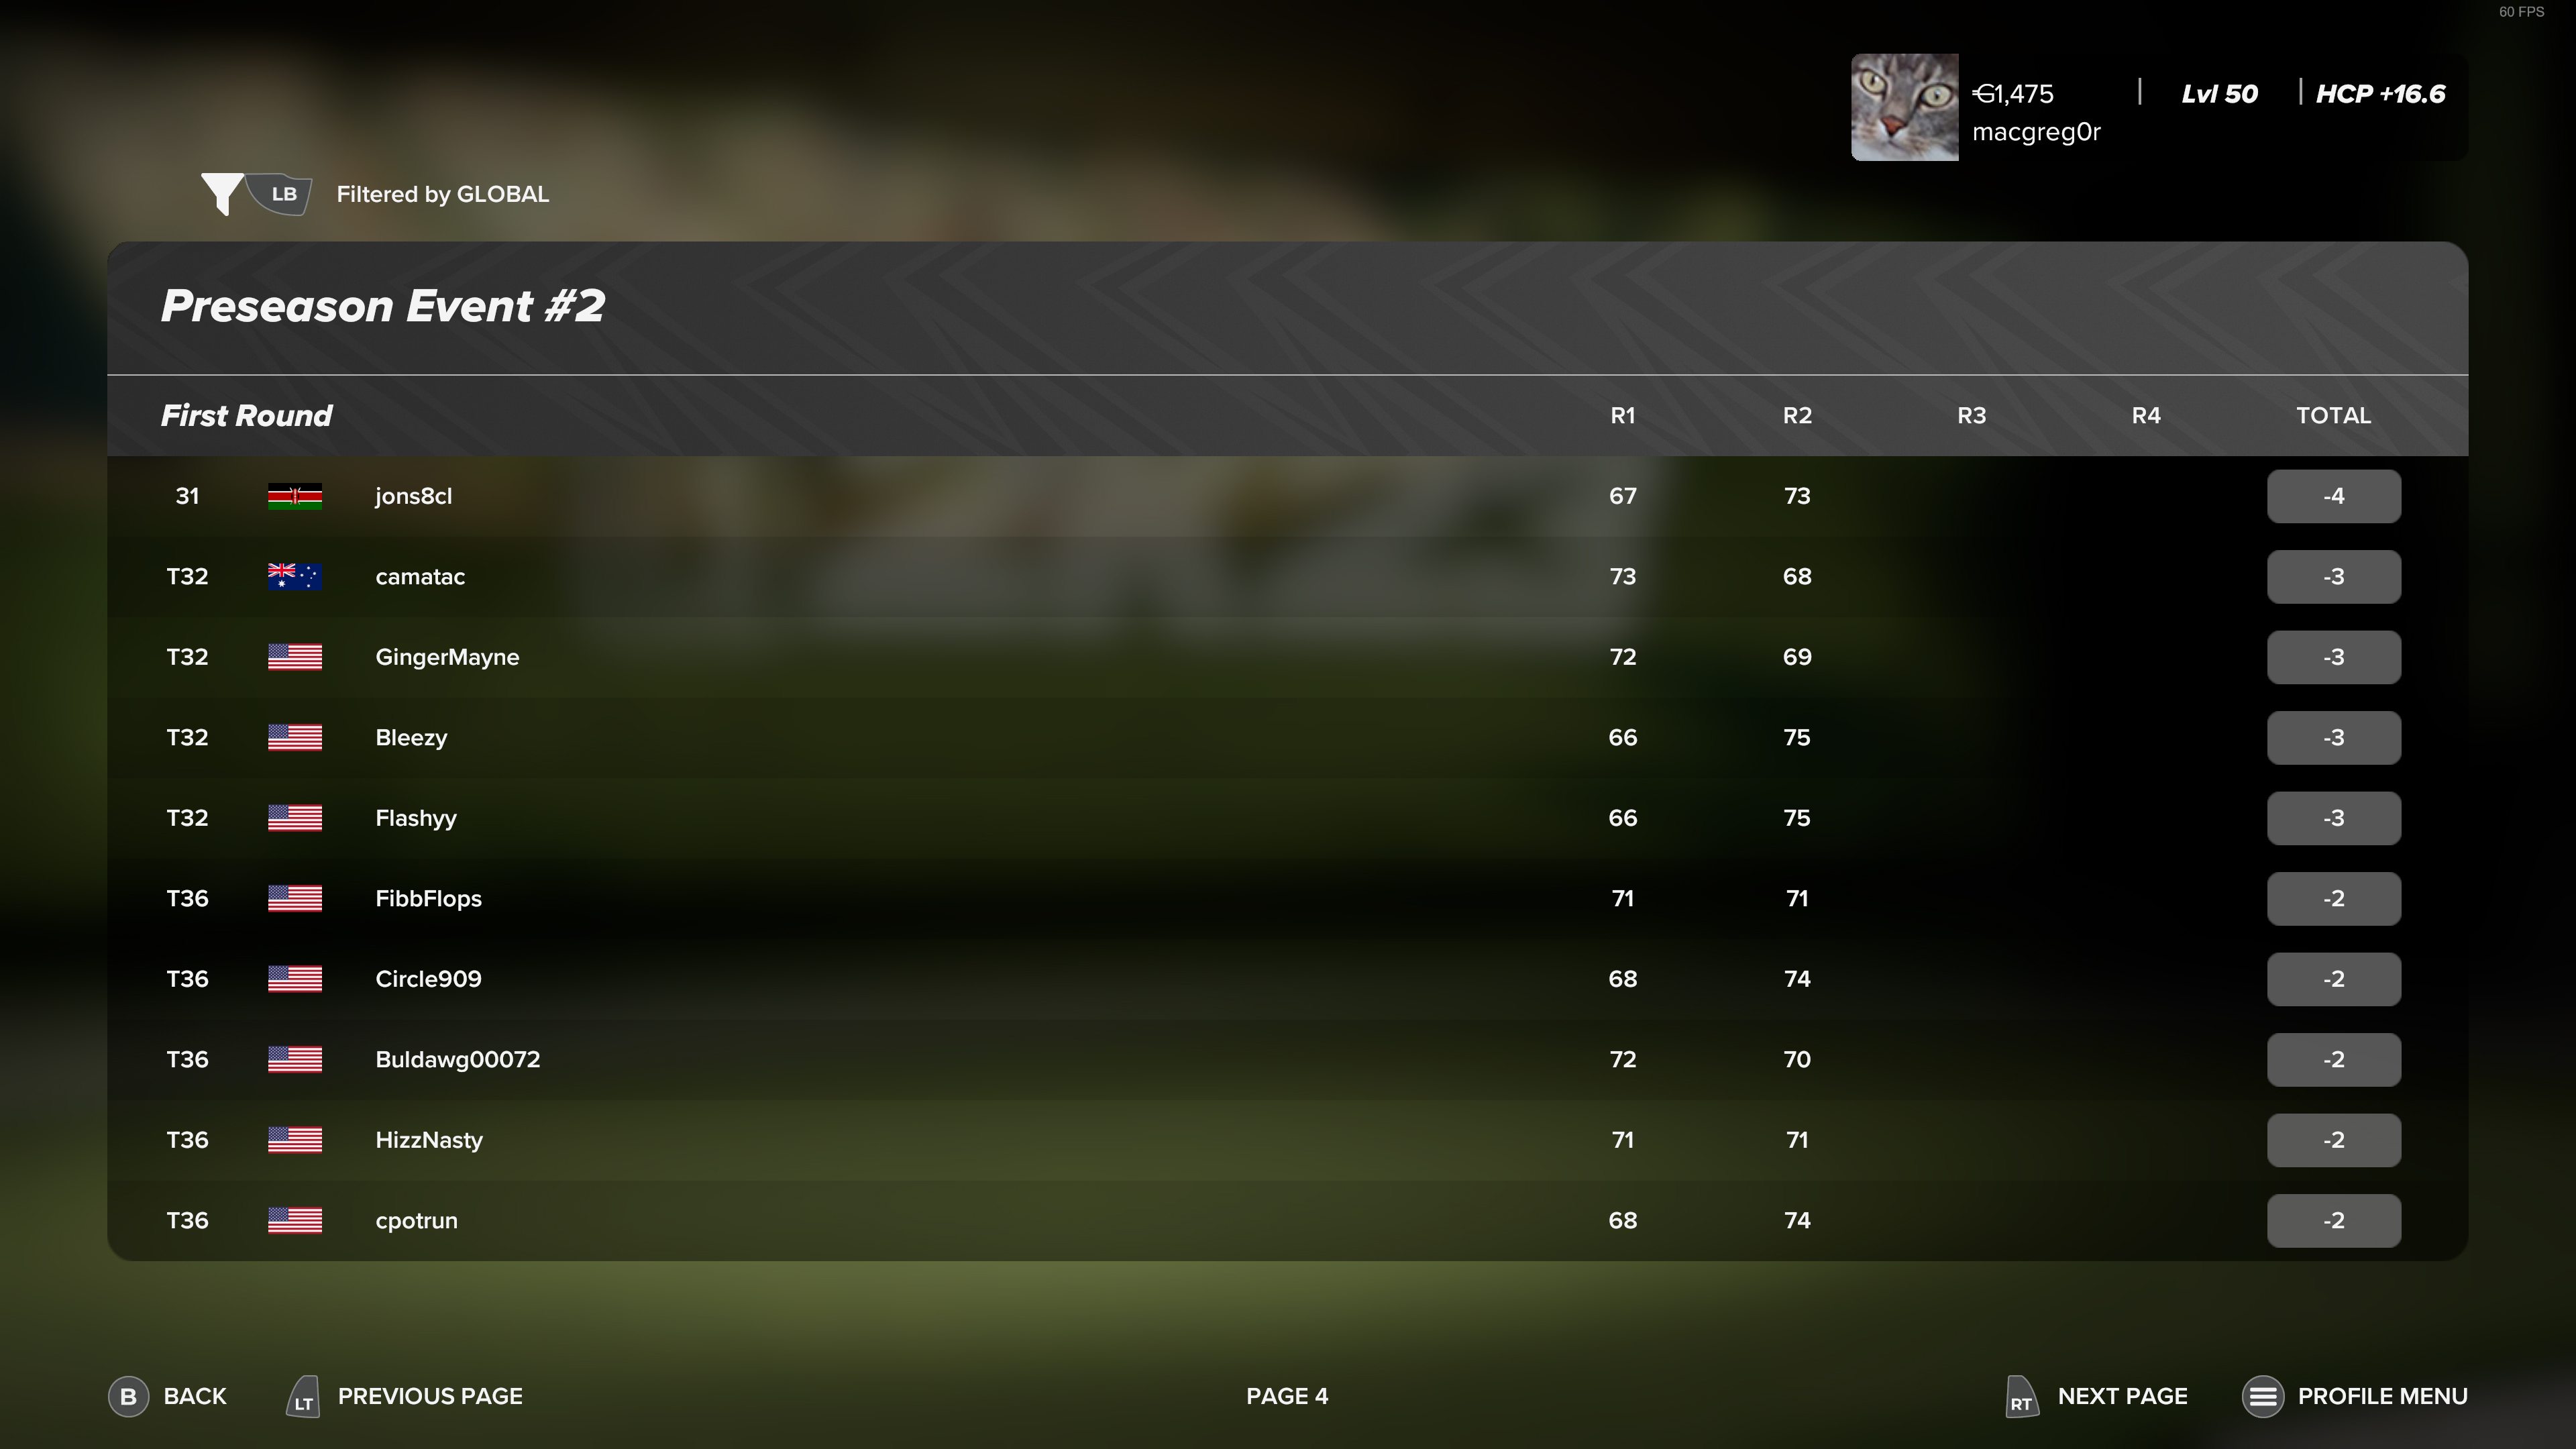 60 FPS
G1,475 | Lvl 50 | HCP +16.6
macgreg0r
LB Filtered by GLOBAL
Preseason Event #2
First Round R1 R2 R3 R4 TOTAL
31 jons8cl 67 73 -4
T32 camatac 73 68 -3
T32 GingerMayne 72 69 -3
T32 Bleezy 66 75 -3
T32 Flashyy 66 75 -3
T36 FibbFlops 71 71 -2
T36 Circle909 68 74 -2
T36 Buldawg00072 72 70 -2
T36 HizzNasty 71 71 -2
T36 cpotrun 68 74 -2
B BACK LT PREVIOUS PAGE PAGE 4 RT NEXT PAGE PROFILE MENU